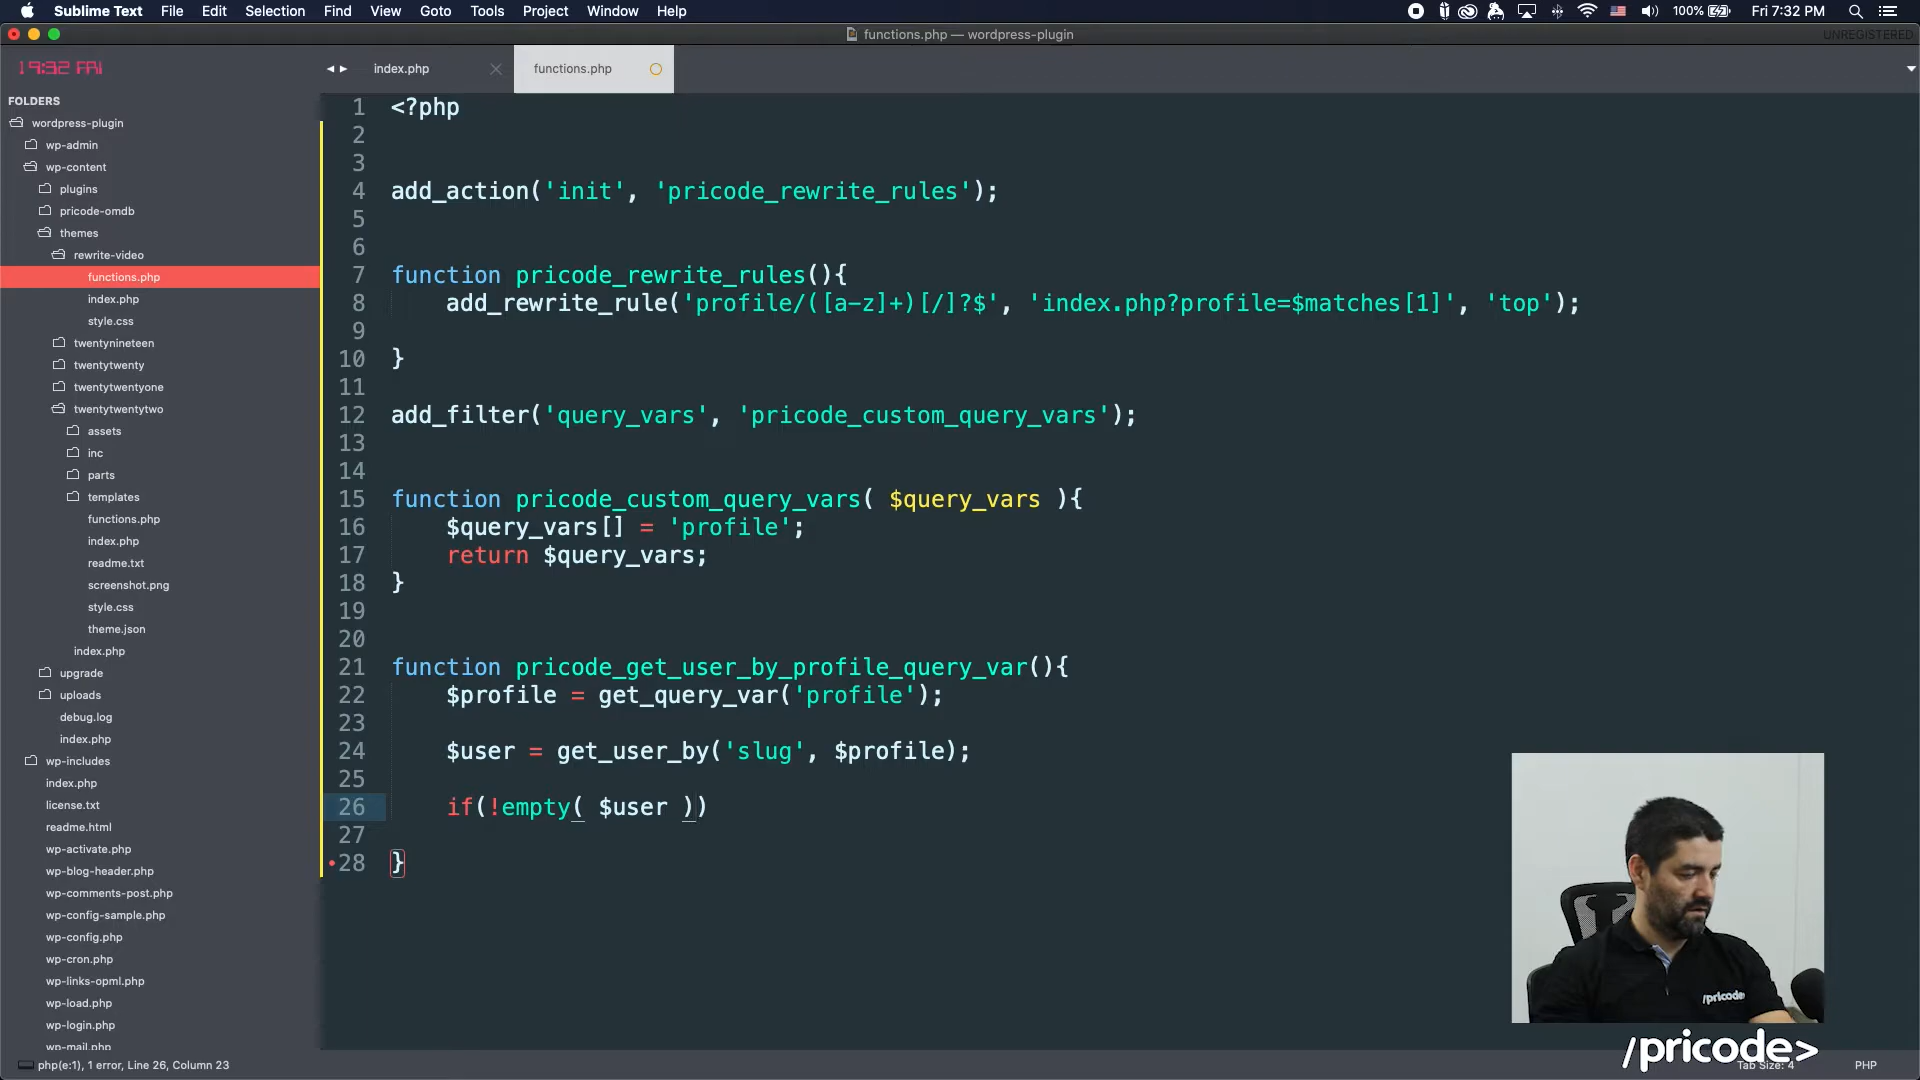 Sublime Text File Edit Selection Find View Goto Tools Project Window Help 100% Fri 7:32 PM
functions.php — wordpress-plugin UNREGISTERED
19:32 FRI
index.php functions.php
FOLDERS
wordpress-plugin
wp-admin
wp-content
plugins
pricode-omdb
themes
rewrite-video
functions.php
index.php
style.css
twentynineteen
twentytwenty
twentytwentyone
twentytwentytwo
assets
inc
parts
templates
functions.php
index.php
readme.txt
screenshot.png
style.css
theme.json
index.php
upgrade
uploads
debug.log
index.php
wp-includes
index.php
license.txt
readme.html
wp-activate.php
wp-blog-header.php
wp-comments-post.php
wp-config-sample.php
wp-config.php
wp-cron.php
wp-links-opml.php
wp-load.php
wp-login.php
wp-mail.php
1 <?php
2
3
4 add_action('init', 'pricode_rewrite_rules');
5
6
7 function pricode_rewrite_rules(){
8 add_rewrite_rule('profile/([a-z]+)[/]?$', 'index.php?profile=$matches[1]', 'top');
9
10 }
11
12 add_filter('query_vars', 'pricode_custom_query_vars');
13
14
15 function pricode_custom_query_vars( $query_vars ){
16 $query_vars[] = 'profile';
17 return $query_vars;
18 }
19
20
21 function pricode_get_user_by_profile_query_var(){
22 $profile = get_query_var('profile');
23
24 $user = get_user_by('slug', $profile);
25
26 if(!empty( $user ))
27
28 }
/pricode>
/pricode>
php(e:1), 1 error, Line 26, Column 23 Tab Size: 4 PHP